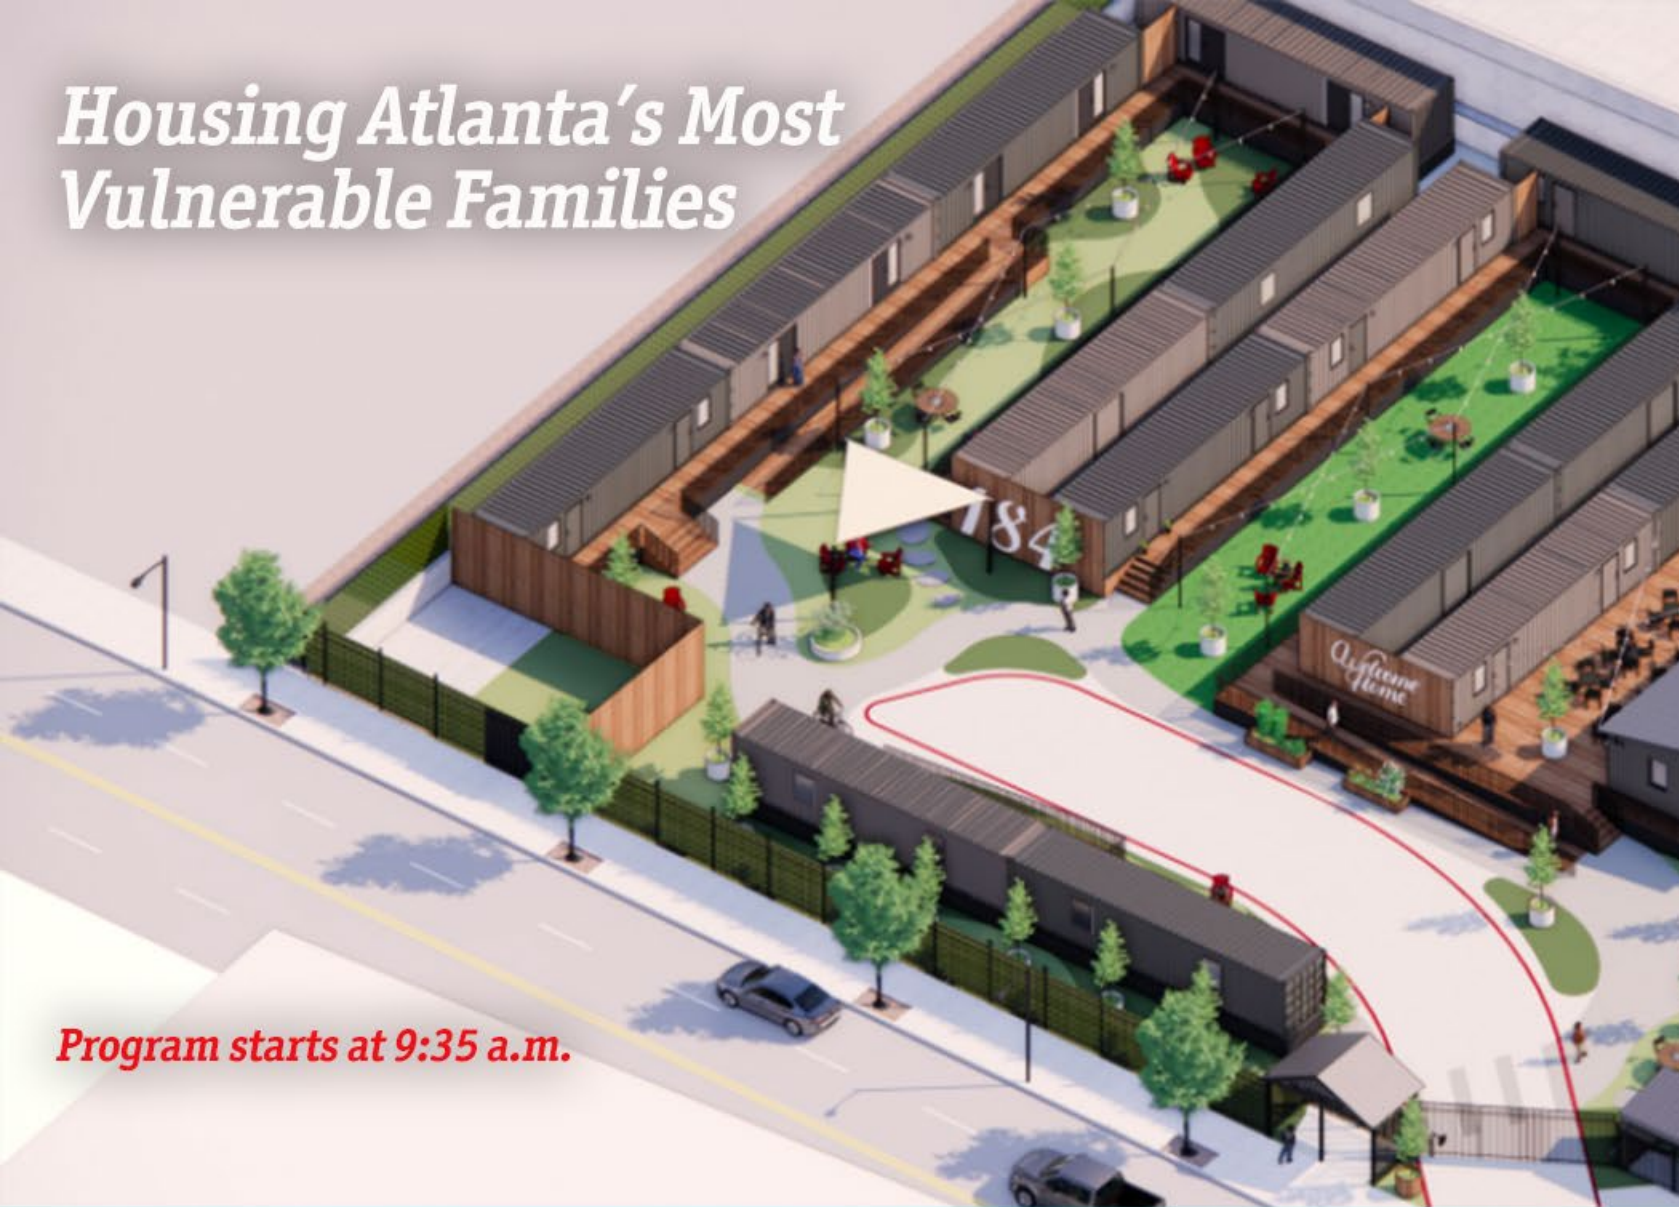 Housing Atlanta's Most
Vulnerable Families
184
Welcome
Home
Program starts at 9:35 a.m.